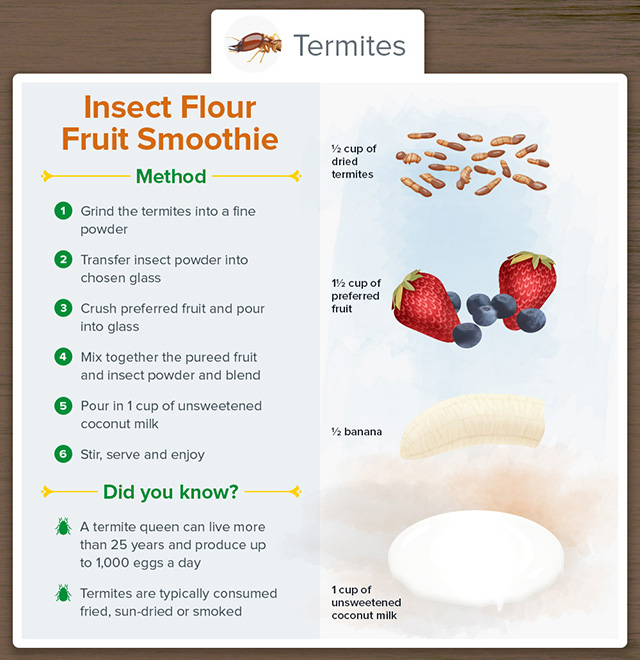 Termites
Insect Flour
Fruit Smoothie
Method
1 Grind the termites into a fine
powder
2 Transfer insect powder into
chosen glass
3 Crush preferred fruit and pour
into glass
4 Mix together the pureed fruit
and insect powder and blend
5 Pour in 1 cup of unsweetened
coconut milk
6 Stir, serve and enjoy
Did you know?
A termite queen can live more
than 25 years and produce up
to 1,000 eggs a day
Termites are typically consumed
fried, sun-dried or smoked
½ cup of
dried
termites
1½ cup of
preferred
fruit
½ banana
1 cup of
unsweetened
coconut milk